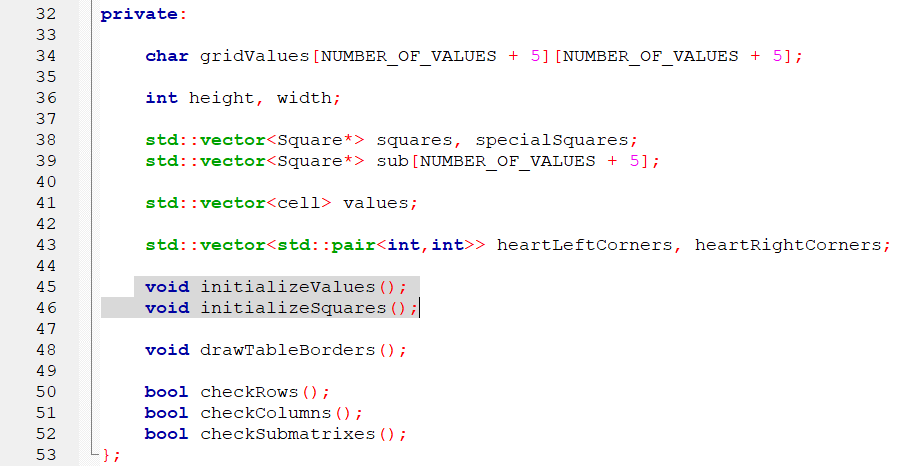 32 private:
33
34 char gridValues[NUMBER_OF_VALUES + 5][NUMBER_OF_VALUES + 5];
35
36 int height, width;
37
38 std::vector<Square*> squares, specialSquares;
39 std::vector<Square*> sub[NUMBER_OF_VALUES + 5];
40
41 std::vector<cell> values;
42
43 std::vector<std::pair<int,int>> heartLeftCorners, heartRightCorners;
44
45 void initializeValues();
46 void initializeSquares();
47
48 void drawTableBorders();
49
50 bool checkRows();
51 bool checkColumns();
52 bool checkSubmatrixes();
53 };